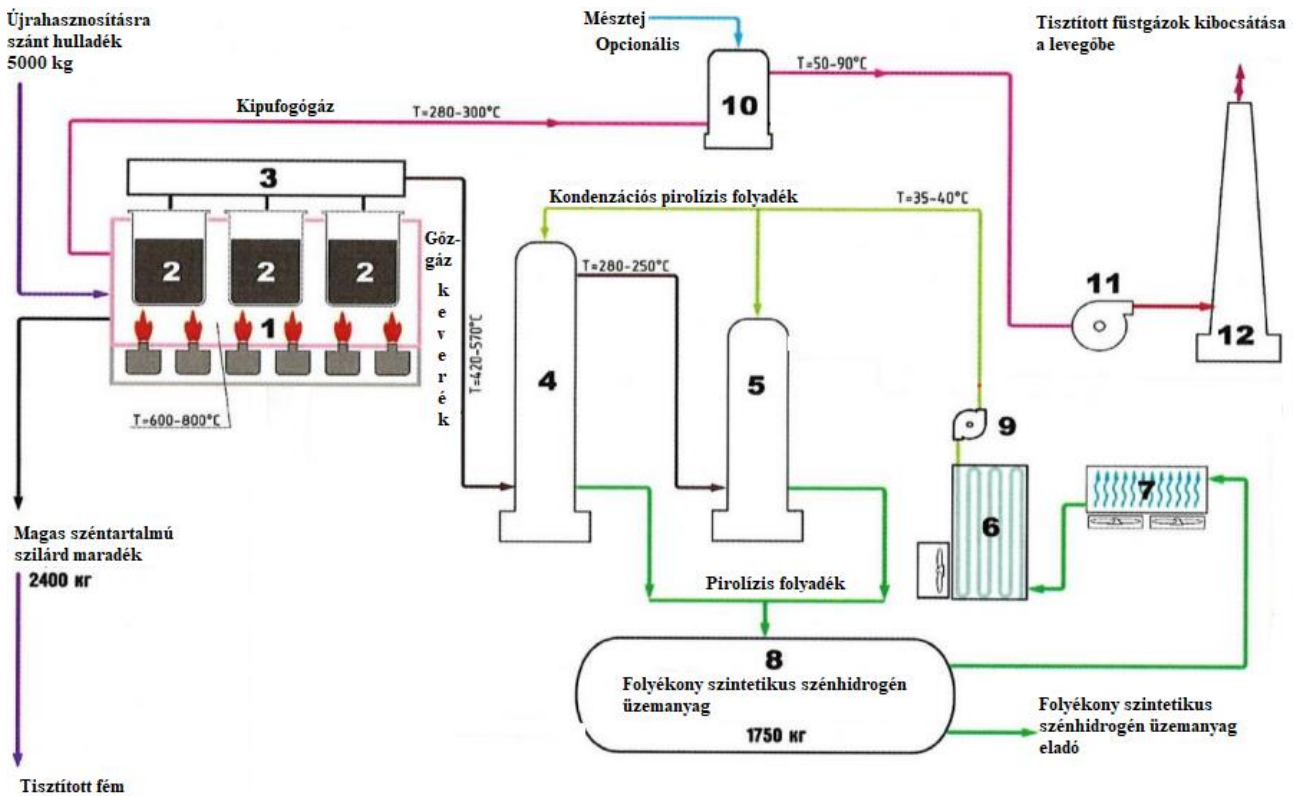 Újrahasznosításra
szánt hulladék
5000 kg
Mésztej
Opcionális
Tisztított füstgázok kibocsátása
a levegőbe
T=50-90°C
Kipufogógáz
T=280-300°C
10
3
Kondenzációs pirolízis folyadék
T=35-40°C
Gőz-
gáz
k
e
v
e
r
é
k
2
2
2
T=280-250°C
11
1
12
T=420-570°C
4
5
T=600-800°C
9
7
6
Magas széntartalmú
szilárd maradék
2400 кг
Pirolízis folyadék
8
Folyékony szintetikus szénhidrogén
üzemanyag
1750 кг
Folyékony szintetikus
szénhidrogén üzemanyag
eladó
Tisztított fém